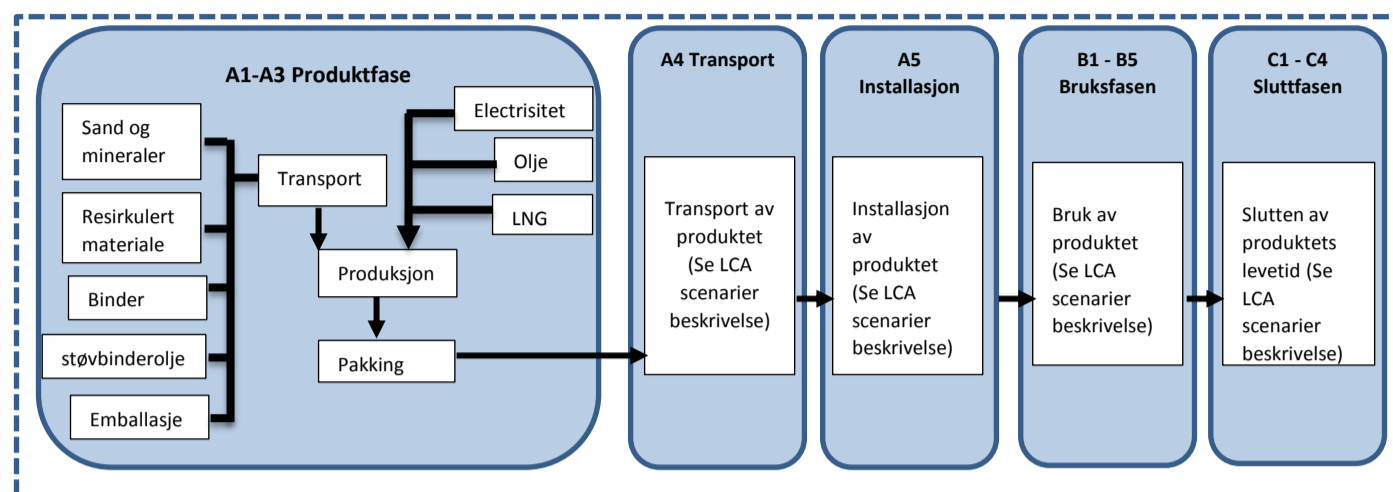 A1-A3 Produktfase
Sand og
mineraler
Resirkulert
materiale
Binder
støvbinderolje
Emballasje
Transport
Electrisitet
Olje
LNG
Produksjon
Pakking
A4 Transport
Transport av
produktet
(Se LCA
scenarier
beskrivelse)
A5
Installasjon
Installasjon
av
produktet
(Se LCA
scenarier
beskrivelse)
B1 - B5
Bruksfasen
Bruk av
produktet
(Se LCA
scenarier
beskrivelse)
C1 - C4
Sluttfasen
Slutten av
produktets
levetid (Se
LCA
scenarier
beskrivelse)